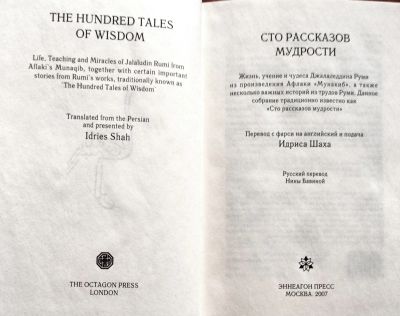 THE HUNDRED TALES
OF WISDOM
Life, Teaching and Miracles of Jalaludin Rumi from
Aflaki's Munaqib, together with certain important
stories from Rumi's works, traditionally known as
'The Hundred Tales of Wisdom'
Translated from the Persian
and presented by
Idries Shah
THE OCTAGON PRESS
LONDON
СТО РАССКАЗОВ
МУДРОСТИ
Жизнь, учение и чудеса Джалаледдина Руми
из произведения Афлаки «Мунакиб», а также
несколько важных историй из трудов Руми. Данное
собрание традиционно известно как
«Сто рассказов мудрости»
Перевод с фарси на английский и подача
Идриса Шаха
Русский перевод
Нины
ЭННЕАГОН ПРЕСС
МОСКВА 2007